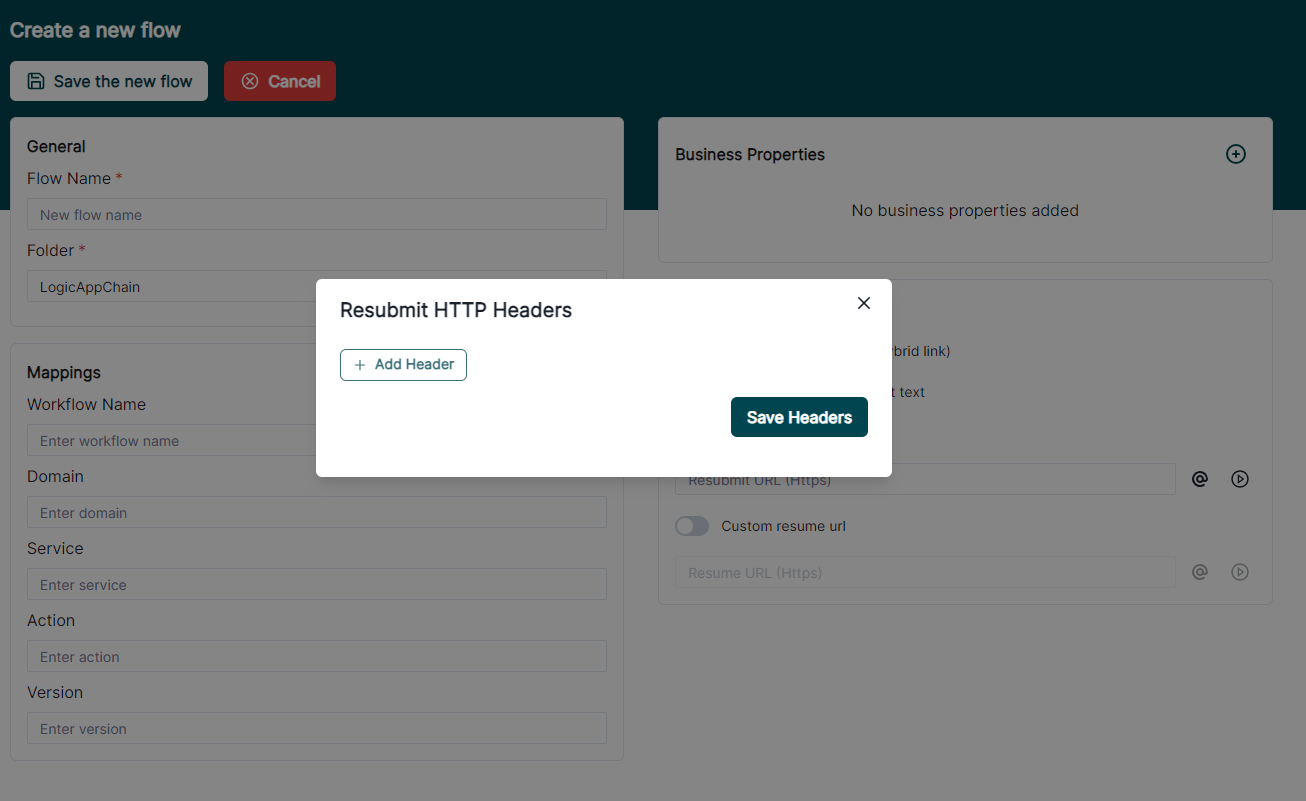 Create a new flow
Save the new flow
Cancel
General
Flow Name *
New flow name
Folder *
LogicAppChain
Mappings
Workflow Name
Enter workflow name
Domain
Enter domain
Service
Enter service
Action
Enter action
Version
Enter version
Business Properties
No business properties added
link)
text
Resubmit URL (Https)
Custom resume url
Resume URL (Https)
Resubmit HTTP Headers
Add Header
Save Headers